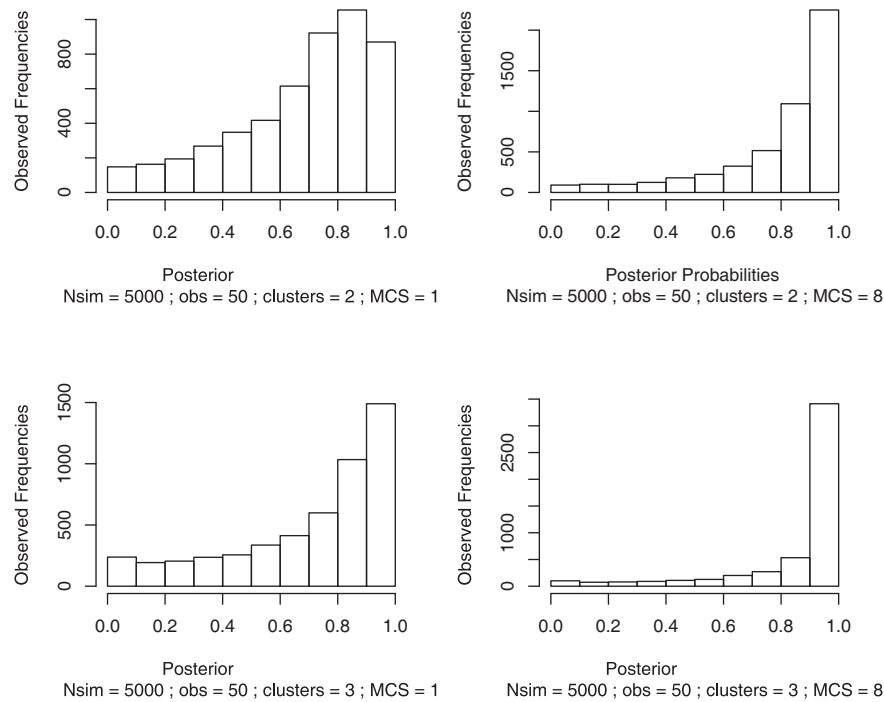 Observed Frequencies
800
400
0
0.0 0.2 0.4 0.6 0.8 1.0
Posterior
Nsim = 5000 ; obs = 50 ; clusters = 2 ; MCS = 1
Observed Frequencies
1500
500
0
0.0 0.2 0.4 0.6 0.8 1.0
Posterior Probabilities
Nsim = 5000 ; obs = 50 ; clusters = 2 ; MCS = 8
Observed Frequencies
1500
1000
500
0
0.0 0.2 0.4 0.6 0.8 1.0
Posterior
Nsim = 5000 ; obs = 50 ; clusters = 3 ; MCS = 1
Observed Frequencies
2500
1000
0
0.0 0.2 0.4 0.6 0.8 1.0
Posterior
Nsim = 5000 ; obs = 50 ; clusters = 3 ; MCS = 8